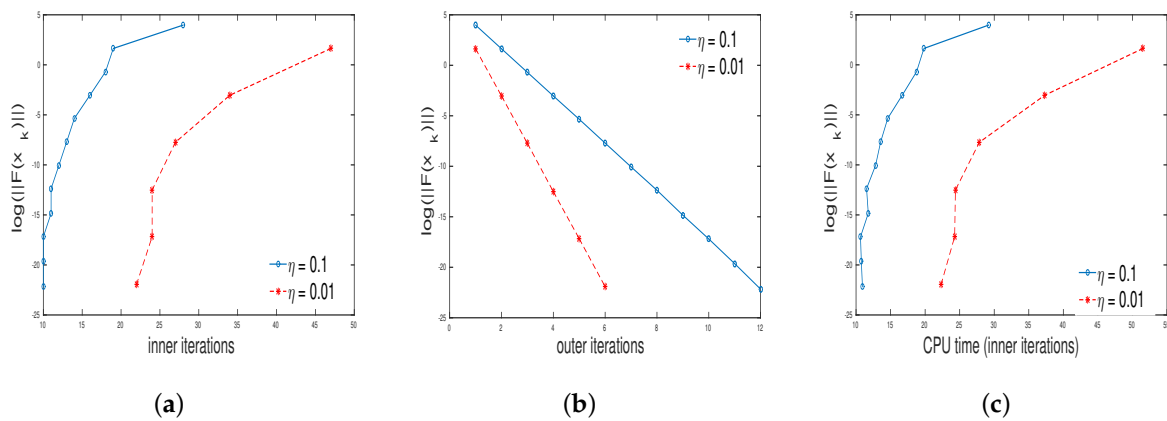 5
0
-5
-10
-15
-20
-25
log(||F(x_k)||)
η = 0.1
η = 0.01
10 15 20 25 30 35 40 45 50
inner iterations
(a)
5
0
-5
-10
-15
-20
-25
log(||F(x_k)||)
η = 0.1
η = 0.01
0 2 4 6 8 10 12
outer iterations
(b)
5
0
-5
-10
-15
-20
-25
log(||F(x_k)||)
η = 0.1
η = 0.01
10 15 20 25 30 35 40 45 50 55
CPU time (inner iterations)
(c)